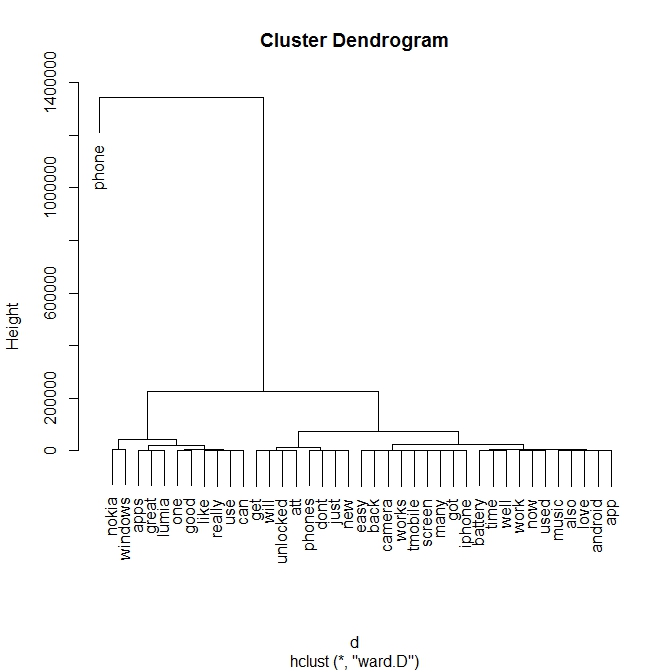 Cluster Dendrogram
Height
1400000
1000000
600000
200000
0
phone
nokia
windows
apps
great
lumia
one
good
like
really
use
can
get
will
unlocked
att
phones
dont
just
new
easy
back
camera
works
tmobile
screen
many
got
iphone
battery
time
well
work
now
used
music
also
love
android
app
d
hclust (*, "ward.D")